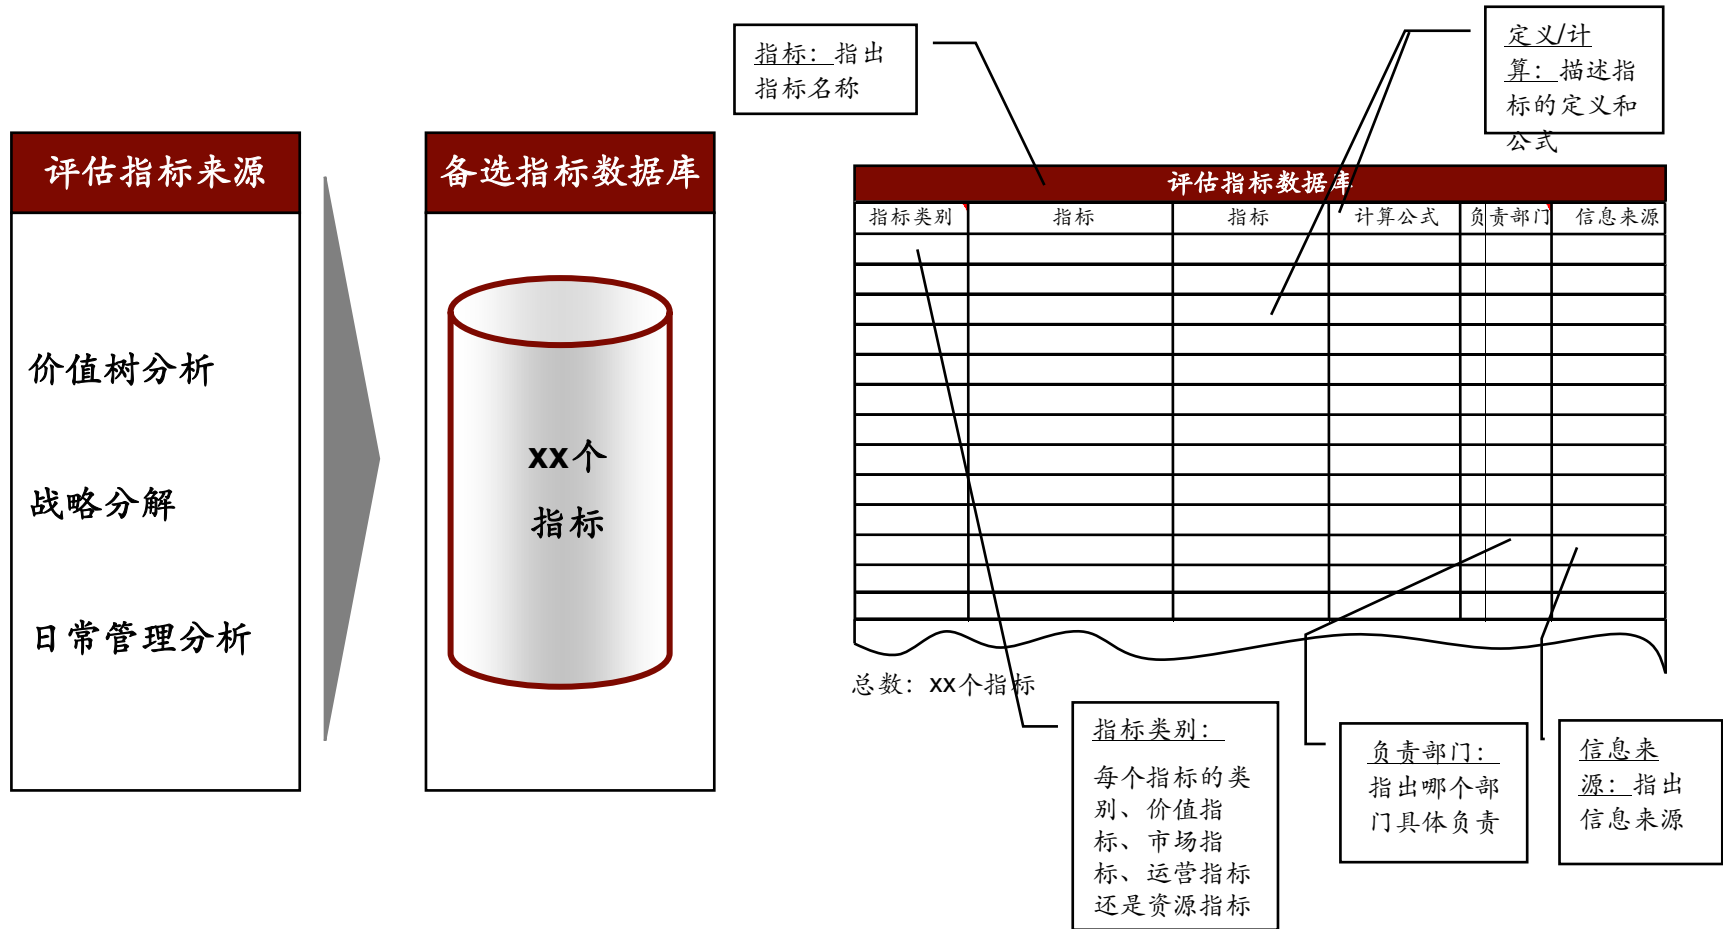 评估指标来源
价值树分析
战略分解
日常管理分析
备选指标数据库
xx个
指标
指标：指出
指标名称
定义/计
算：描述指
标的定义和
公式
评估指标数据库
指标类别 指标 指标 计算公式 负责部门 信息来源
总数：xx个指标
指标类别：
每个指标的类
别、价值指
标、市场指
标、运营指标
还是资源指标
负责部门：
指出哪个部
门具体负责
信息来
源：指出
信息来源